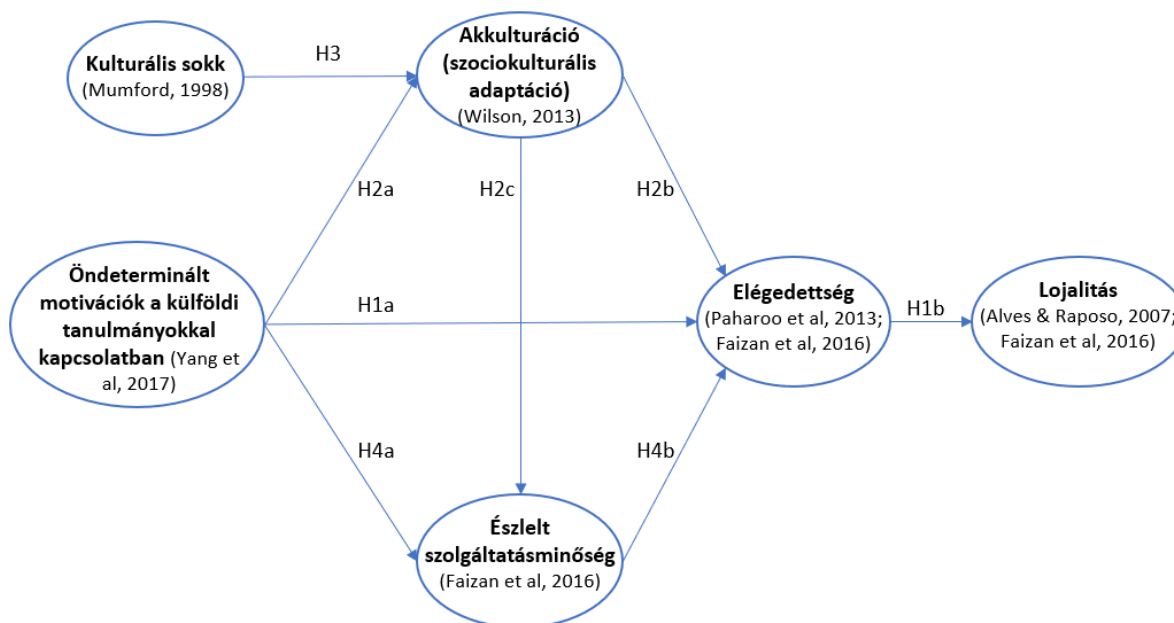 Kulturális sokk
(Mumford, 1998)
H3
Akkulturáció
(szociokulturális
adaptáció)
(Wilson, 2013)
H2a
H2c
H2b
Öndeterminált
motivációk a külföldi
tanulmányokkal
kapcsolatban (Yang et
al, 2017)
H1a
Elégedettség
(Paharoo et al, 2013;
Faizan et al, 2016)
H1b
Lojalitás
(Alves & Raposo, 2007;
Faizan et al, 2016)
H4a
H4b
Észlelt
szolgáltatásminőség
(Faizan et al, 2016)